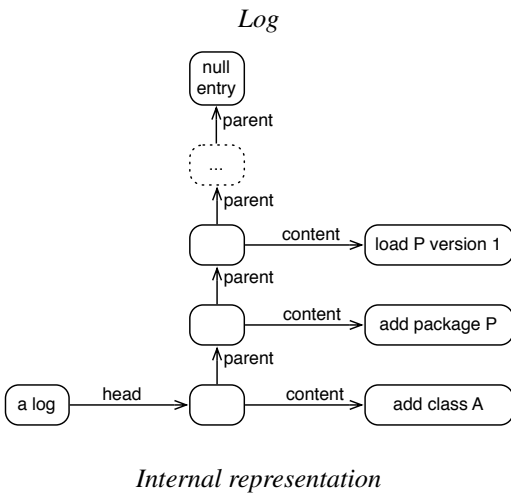 Log
null
entry
parent
...
parent
content
load P version 1
parent
content
add package P
parent
a log
head
content
add class A
Internal representation